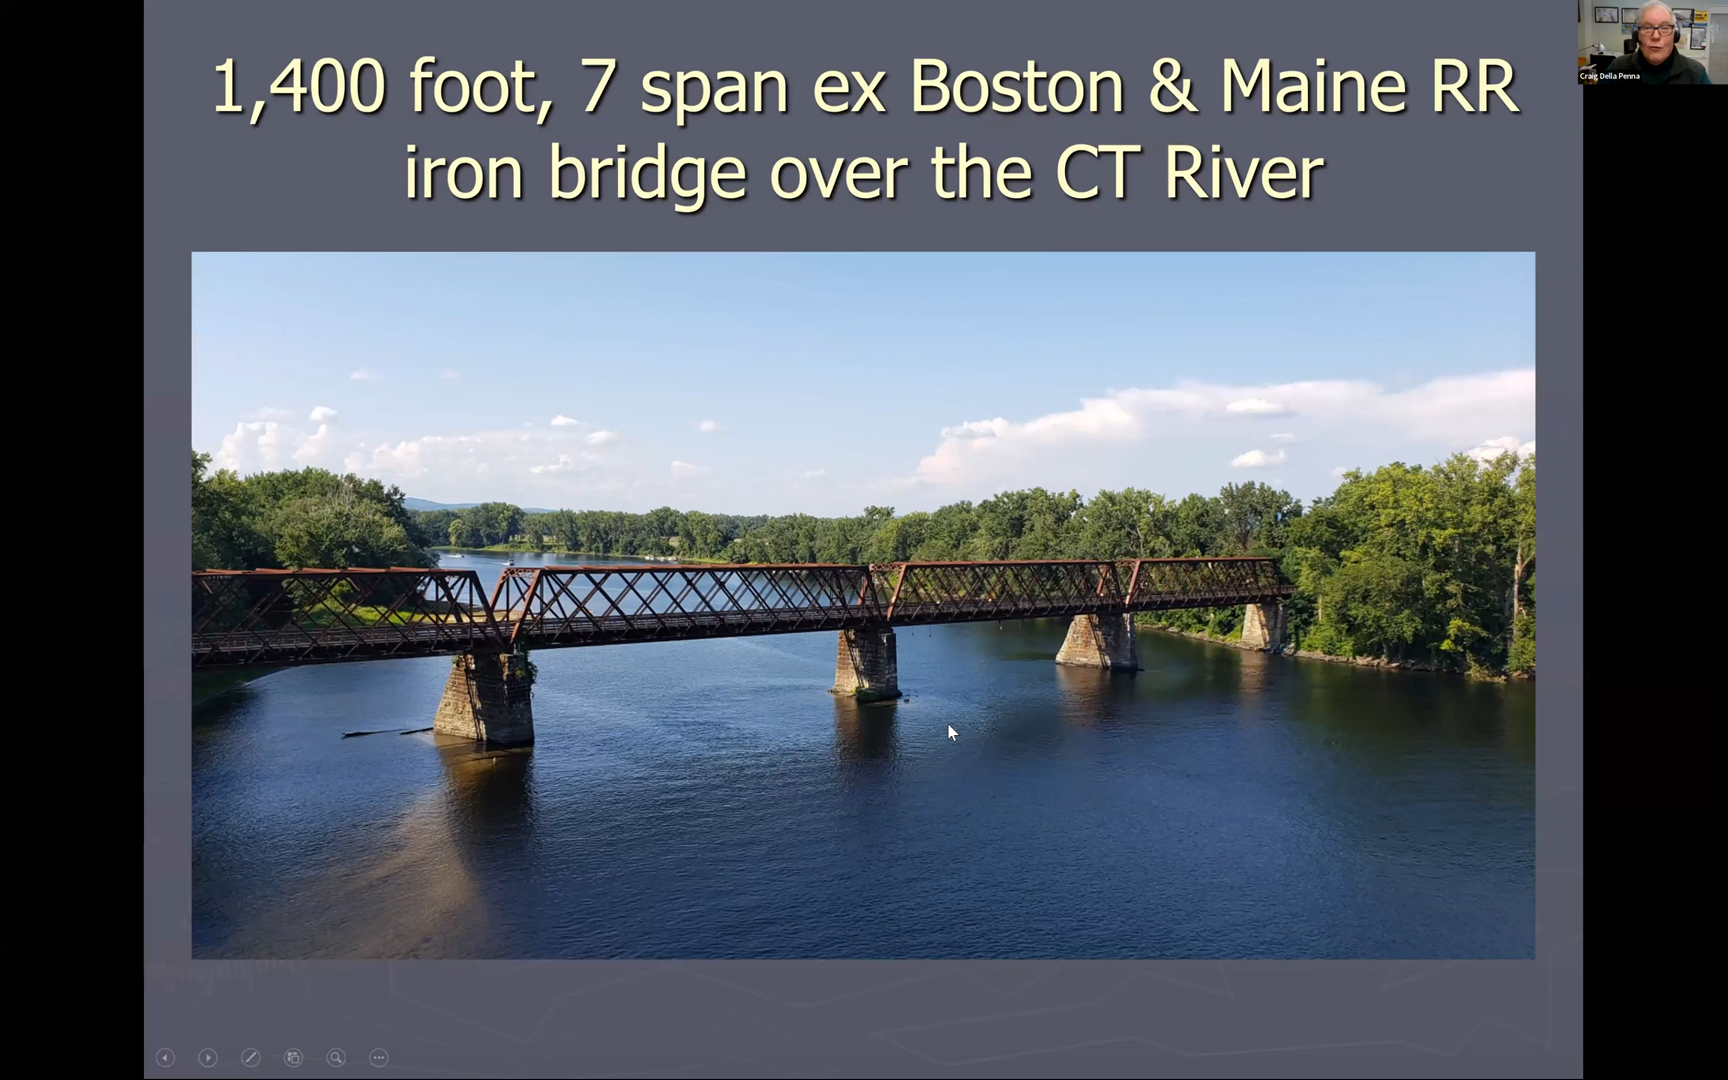 1,400 foot, 7 span ex Boston & Maine RR
iron bridge over the CT River
Craig Della Penna